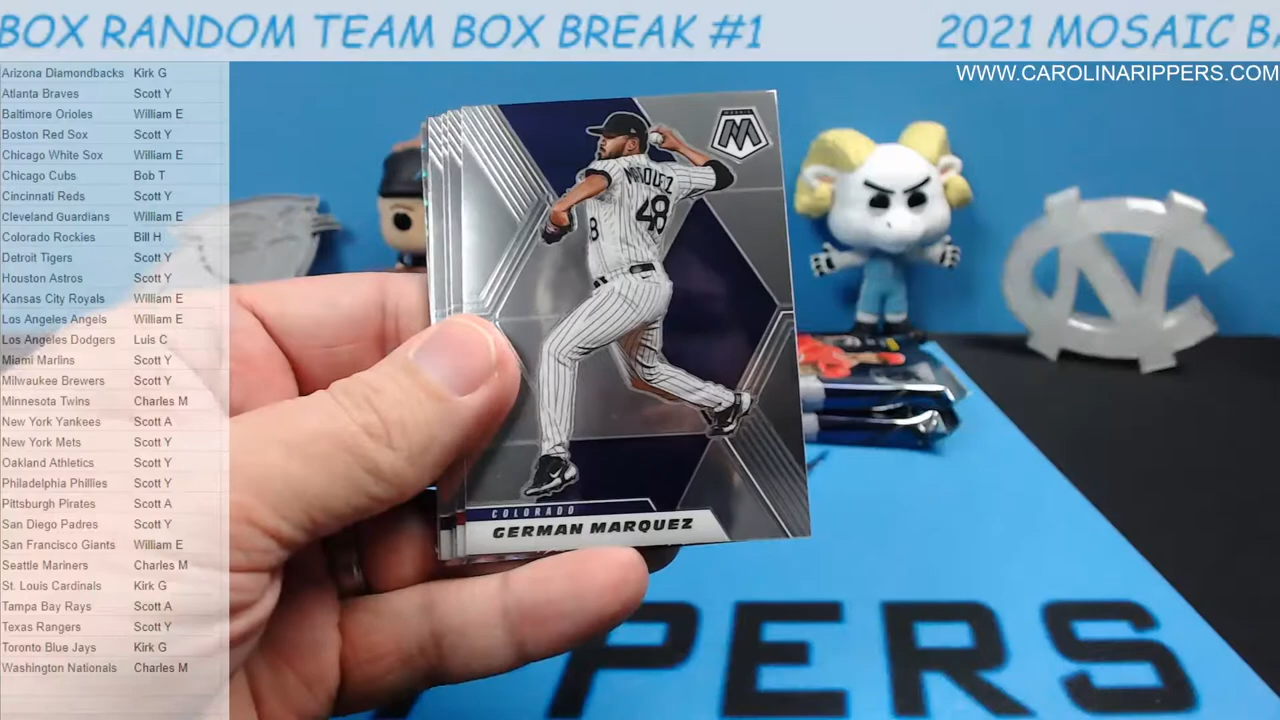 BOX RANDOM TEAM BOX BREAK #1 2021 MOSAIC BA
WWW.CAROLINARIPPERS.COM
Arizona Diamondbacks Kirk G
Atlanta Braves Scott Y
Baltimore Orioles William E
Boston Red Sox Scott Y
Chicago White Sox William E
Chicago Cubs Bob T
Cincinnati Reds Scott Y
Cleveland Guardians William E
Colorado Rockies Bill H
Detroit Tigers Scott Y
Houston Astros Scott Y
Kansas City Royals William E
Los Angeles Angels William E
Los Angeles Dodgers Luis C
Miami Marlins Scott Y
Milwaukee Brewers Scott Y
Minnesota Twins Charles M
New York Yankees Scott A
New York Mets Scott Y
Oakland Athletics Scott Y
Philadelphia Phillies Scott Y
Pittsburgh Pirates Scott A
San Diego Padres Scott Y
San Francisco Giants William E
Seattle Mariners Charles M
St. Louis Cardinals Kirk G
Tampa Bay Rays Scott A
Texas Rangers Scott Y
Toronto Blue Jays Kirk G
Washington Nationals Charles M
MOSAIC
M
MARQUEZ
48
8
COLORADO
GERMAN MARQUEZ
NC
PERS